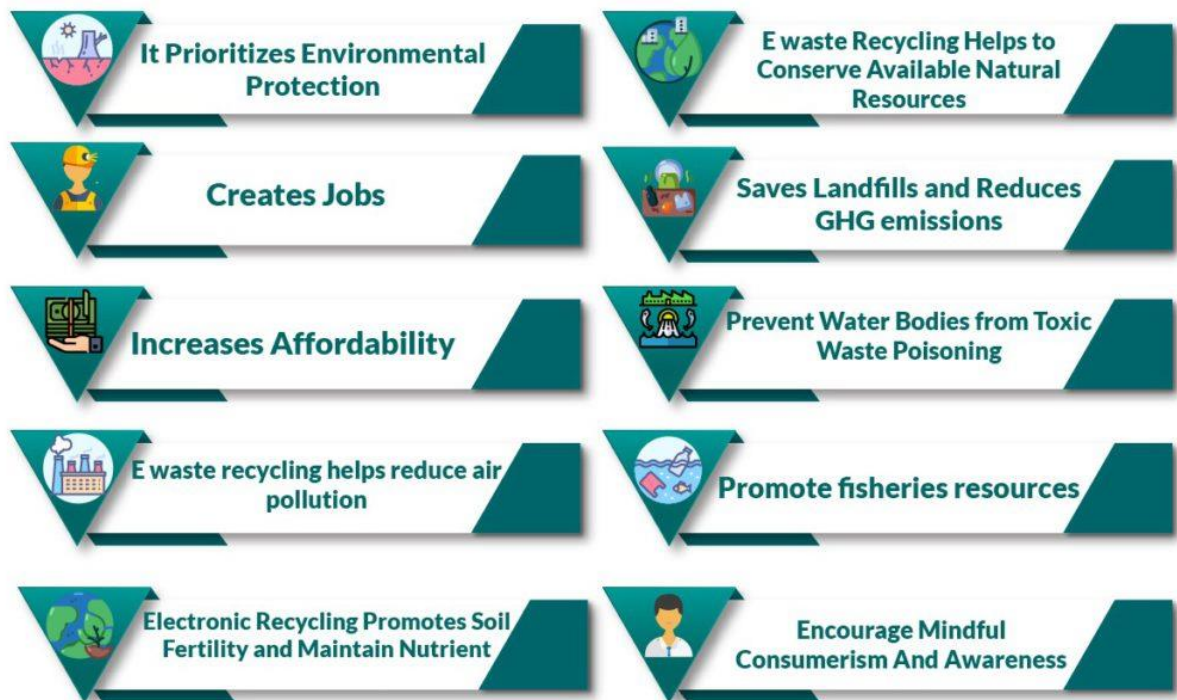 It Prioritizes Environmental
Protection
E waste Recycling Helps to
Conserve Available Natural
Resources
Creates Jobs
Saves Landfills and Reduces
GHG emissions
Increases Affordability
Prevent Water Bodies from Toxic
Waste Poisoning
E waste recycling helps reduce air
pollution
Promote fisheries resources
Electronic Recycling Promotes Soil
Fertility and Maintain Nutrient
Encourage Mindful
Consumerism And Awareness